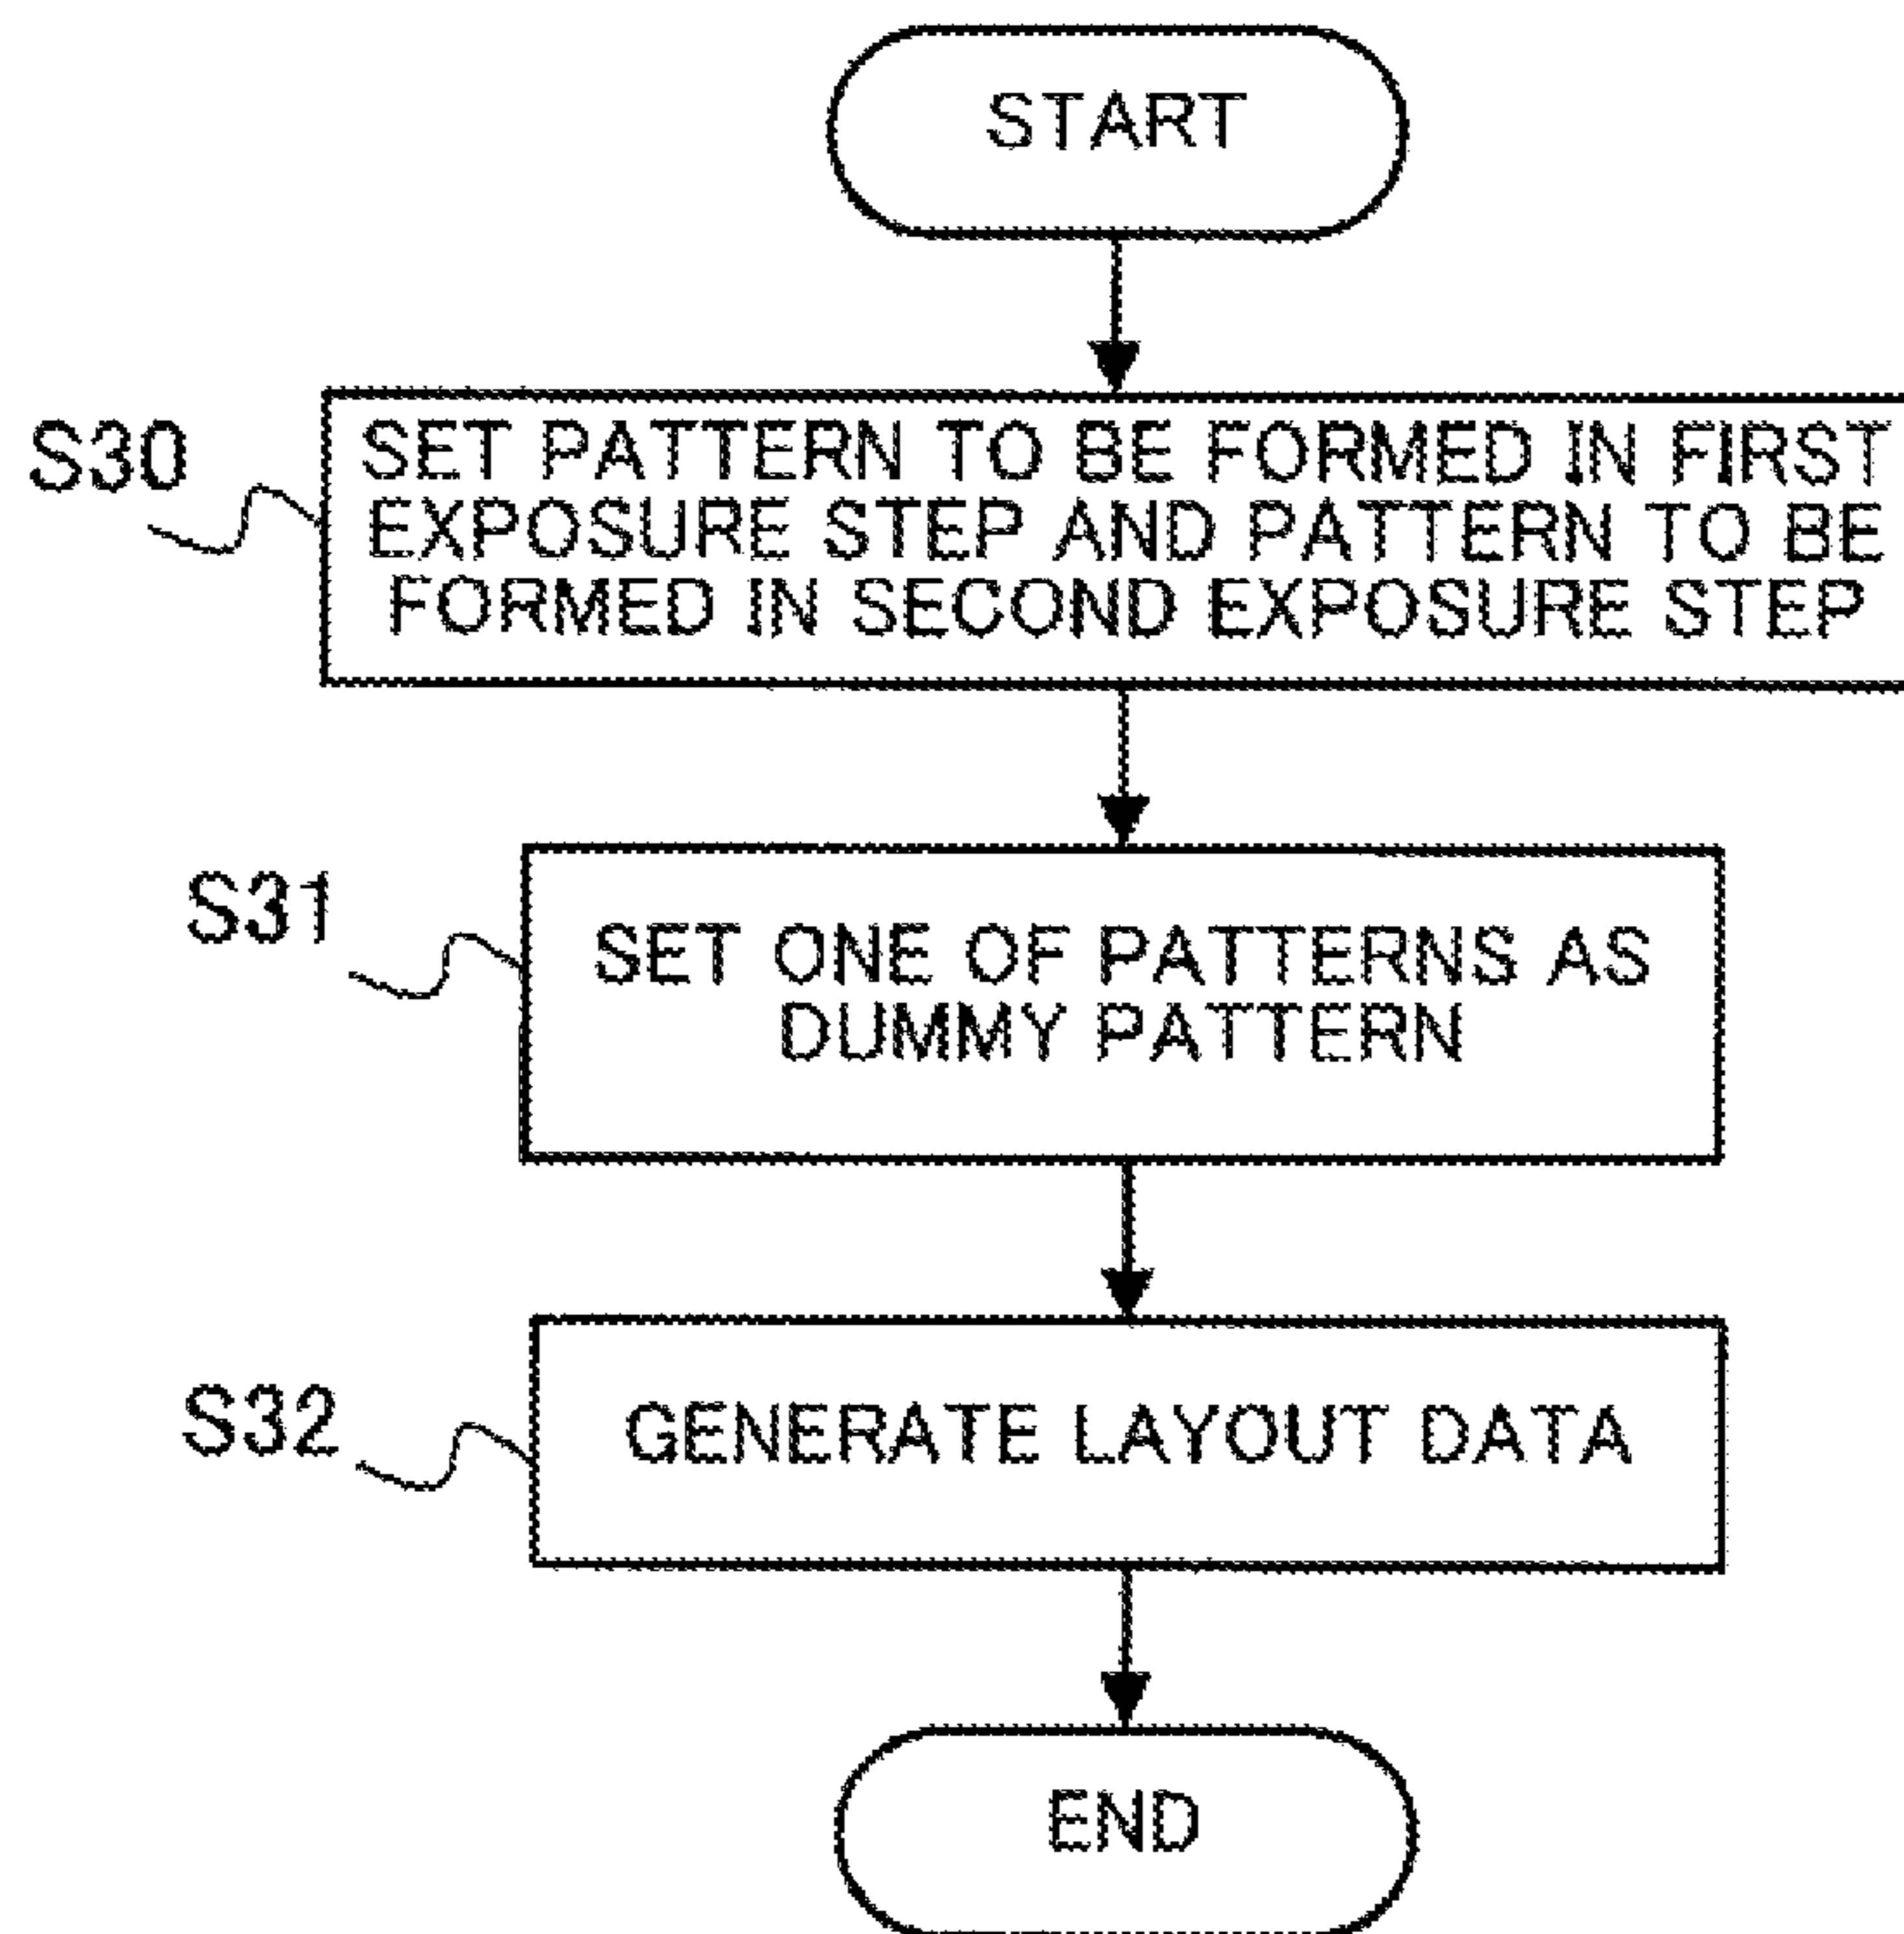 START
S30
SET PATTERN TO BE FORMED IN FIRST
EXPOSURE STEP AND PATTERN TO BE
FORMED IN SECOND EXPOSURE STEP
S31
SET ONE OF PATTERNS AS
DUMMY PATTERN
S32
GENERATE LAYOUT DATA
END